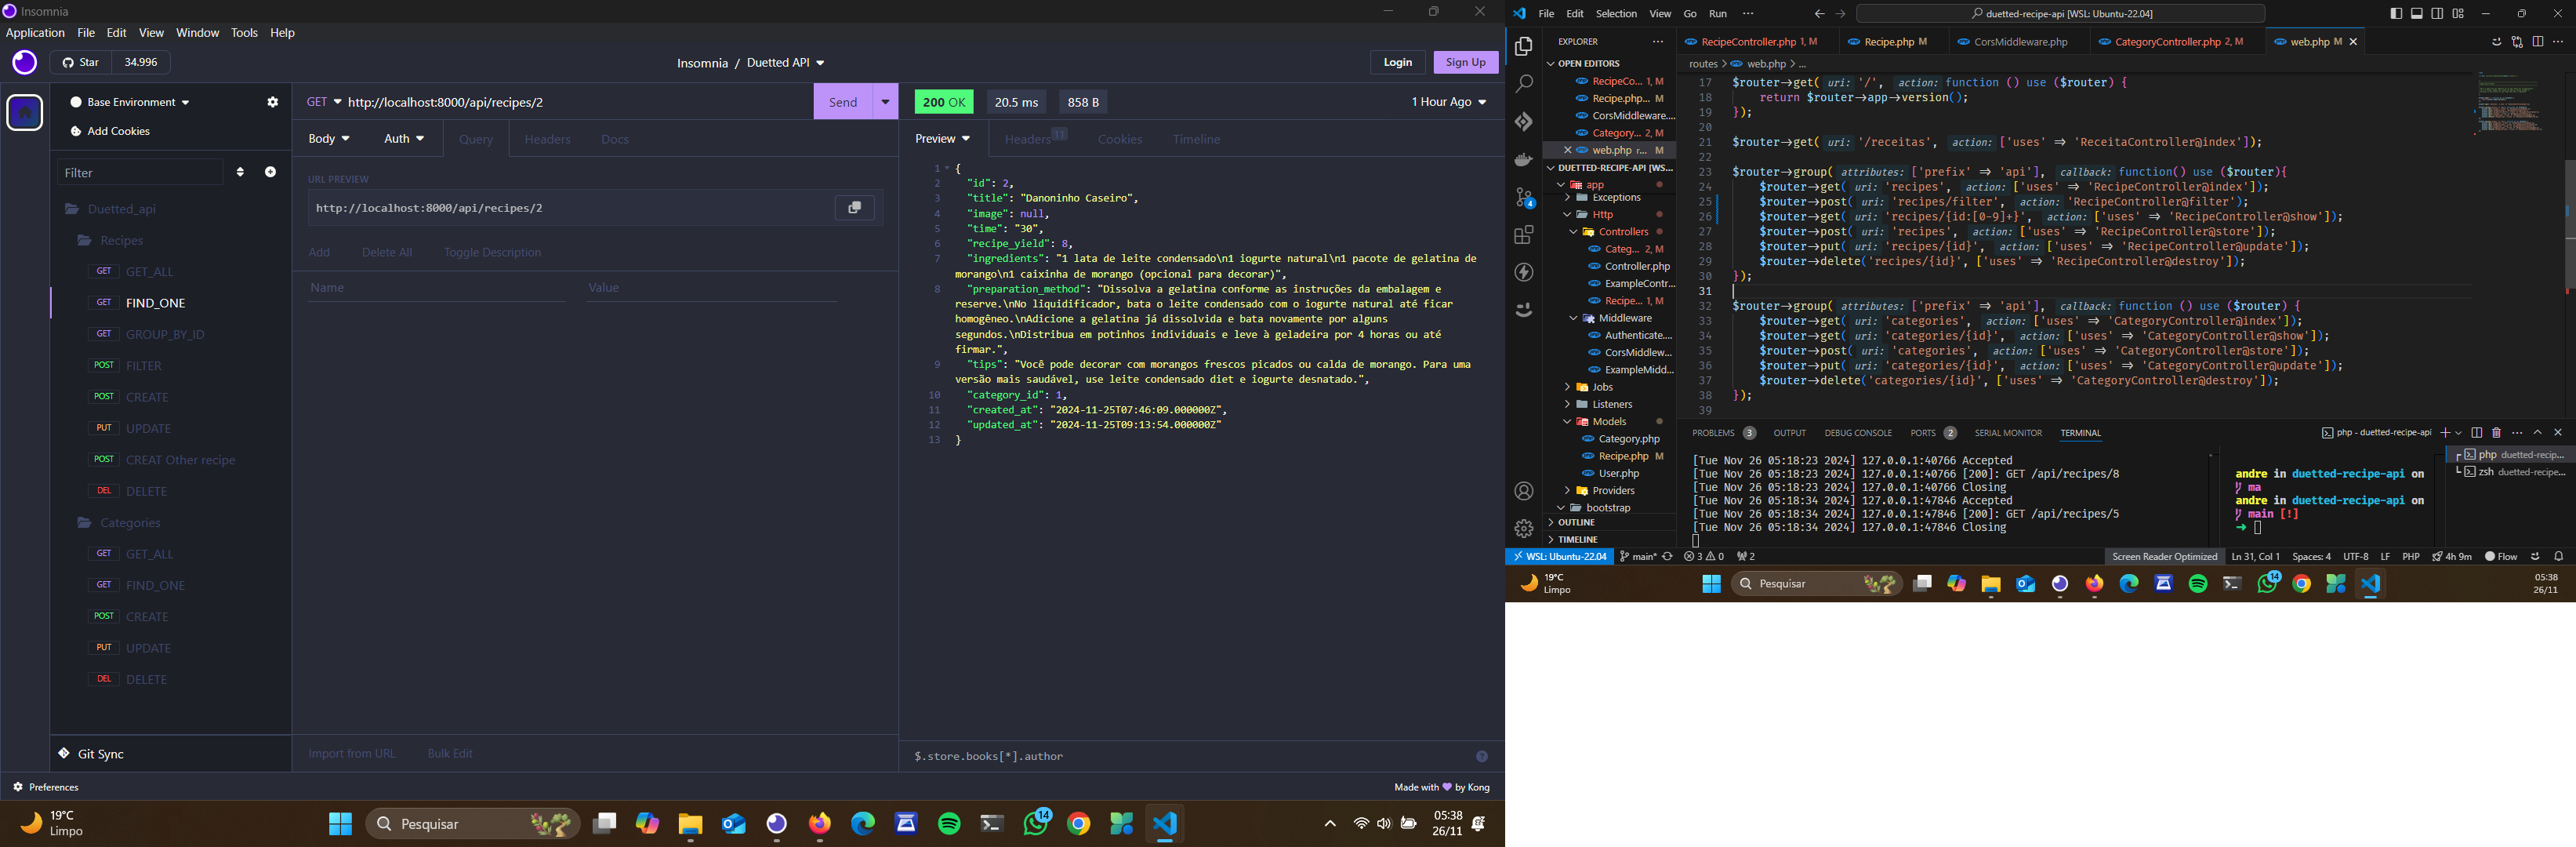 Insomnia
Application File Edit View Window Tools Help
Star 34.996
Insomnia / Duetted API
Login Sign Up
Base Environment
Add Cookies
Filter
Duetted_api
Recipes
GET GET_ALL
GET FIND_ONE
GET GROUP_BY_ID
POST FILTER
POST CREATE
PUT UPDATE
POST CREAT Other recipe
DEL DELETE
Categories
GET GET_ALL
GET FIND_ONE
POST CREATE
PUT UPDATE
DEL DELETE
Git Sync
Preferences
GET http://localhost:8000/api/recipes/2 Send
Body Auth Query Headers Docs
URL PREVIEW
http://localhost:8000/api/recipes/2
Add Delete All Toggle Description
Name Value
Import from URL Bulk Edit
200 OK 20.5 ms 858 B 1 Hour Ago
Preview Headers 11 Cookies Timeline
1 {
2 "id": 2,
3 "title": "Danoninho Caseiro",
4 "image": null,
5 "time": "30",
6 "recipe_yield": 8,
7 "ingredients": "1 lata de leite condensado\n1 iogurte natural\n1 pacote de gelatina de
morango\n1 caixinha de morango (opcional para decorar)",
8 "preparation_method": "Dissolva a gelatina conforme as instruções da embalagem e
reserve.\nNo liquidificador, bata o leite condensado com o iogurte natural até ficar
homogêneo.\nAdicione a gelatina já dissolvida e bata novamente por alguns
segundos.\nDistribua em potinhos individuais e leve à geladeira por 4 horas ou até
firmar.",
9 "tips": "Você pode decorar com morangos frescos picados ou calda de morango. Para uma
versão mais saudável, use leite condensado diet e iogurte desnatado.",
10 "category_id": 1,
11 "created_at": "2024-11-25T07:46:09.000000Z",
12 "updated_at": "2024-11-25T09:13:54.000000Z"
13 }
$.store.books[*].author
Made with by Kong
19°C
Limpo
Pesquisar
14
05:38
26/11
File Edit Selection View Go Run ···
duetted-recipe-api [WSL: Ubuntu-22.04]
EXPLORER ···
OPEN EDITORS
RecipeCo... 1, M
Recipe.php... M
CorsMiddleware....
Category... 2, M
web.php r... M
DUETTED-RECIPE-API [WS...
app
Exceptions
Http
Controllers
Categ... 2, M
Controller.php
ExampleContr...
Recipe... 1, M
Middleware
Authenticate....
CorsMiddlew...
ExampleMidd...
Jobs
Listeners
Models
Category.php
Recipe.php M
User.php
Providers
bootstrap
OUTLINE
TIMELINE
RecipeController.php 1, M Recipe.php M CorsMiddleware.php CategoryController.php 2, M web.php M
routes > web.php > ...
17 $router->get( uri: '/', action: function () use ($router) {
18 return $router->app->version();
19 });
20
21 $router->get( uri: '/receitas', action: ['uses' => 'ReceitaController@index']);
22
23 $router->group( attributes: ['prefix' => 'api'], callback: function() use ($router){
24 $router->get( uri: 'recipes', action: ['uses' => 'RecipeController@index']);
25 $router->post( uri: 'recipes/filter', action: 'RecipeController@filter');
26 $router->get( uri: 'recipes/{id:[0-9]+}', action: ['uses' => 'RecipeController@show']);
27 $router->post( uri: 'recipes', action: ['uses' => 'RecipeController@store']);
28 $router->put( uri: 'recipes/{id}', action: ['uses' => 'RecipeController@update']);
29 $router->delete('recipes/{id}', ['uses' => 'RecipeController@destroy']);
30 });
31
32 $router->group( attributes: ['prefix' => 'api'], callback: function () use ($router) {
33 $router->get( uri: 'categories', action: ['uses' => 'CategoryController@index']);
34 $router->get( uri: 'categories/{id}', action: ['uses' => 'CategoryController@show']);
35 $router->post( uri: 'categories', action: ['uses' => 'CategoryController@store']);
36 $router->put( uri: 'categories/{id}', action: ['uses' => 'CategoryController@update']);
37 $router->delete('categories/{id}', ['uses' => 'CategoryController@destroy']);
38 });
39
PROBLEMS 3 OUTPUT DEBUG CONSOLE PORTS 2 SERIAL MONITOR TERMINAL
php - duetted-recipe-api
[Tue Nov 26 05:18:23 2024] 127.0.0.1:40766 Accepted
[Tue Nov 26 05:18:23 2024] 127.0.0.1:40766 [200]: GET /api/recipes/8
[Tue Nov 26 05:18:23 2024] 127.0.0.1:40766 Closing
[Tue Nov 26 05:18:34 2024] 127.0.0.1:47846 Accepted
[Tue Nov 26 05:18:34 2024] 127.0.0.1:47846 [200]: GET /api/recipes/5
[Tue Nov 26 05:18:34 2024] 127.0.0.1:47846 Closing
andre in duetted-recipe-api on
ma
andre in duetted-recipe-api on
main [!]
php duetted-recip...
zsh duetted-recipe...
4
WSL: Ubuntu-22.04 main* 3 0 2
Screen Reader Optimized Ln 31, Col 1 Spaces: 4 UTF-8 LF PHP 4h 9m Flow
19°C
Limpo
Pesquisar
14
05:38
26/11